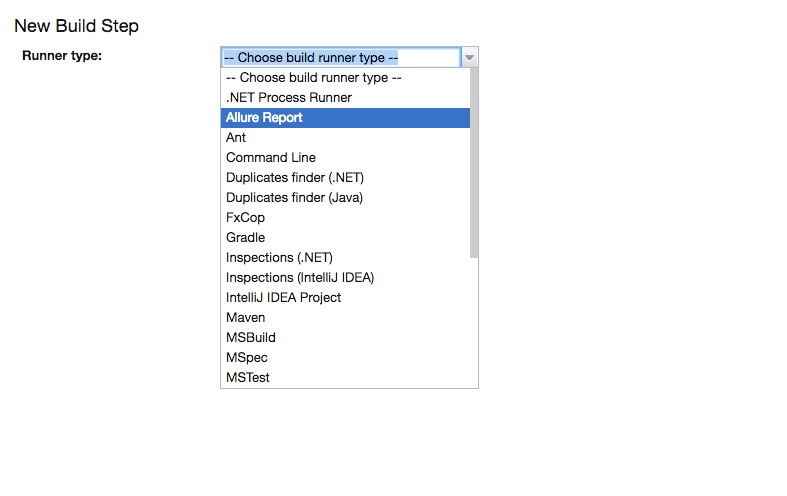 New Build Step
Runner type:
-- Choose build runner type --
-- Choose build runner type --
.NET Process Runner
Allure Report
Ant
Command Line
Duplicates finder (.NET)
Duplicates finder (Java)
FxCop
Gradle
Inspections (.NET)
Inspections (IntelliJ IDEA)
IntelliJ IDEA Project
Maven
MSBuild
MSpec
MSTest